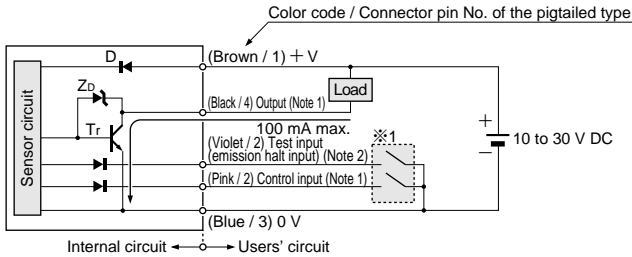 Color code / Connector pin No. of the pigtailed type
D
(Brown / 1) + V
ZD
Load
(Black / 4) Output (Note 1)
Sensor circuit
Tr
100 mA max.
※1
+
10 to 30 V DC
−
(Violet / 2) Test input
(emission halt input) (Note 2)
(Pink / 2) Control input (Note 1)
(Blue / 3) 0 V
Internal circuit
Users' circuit